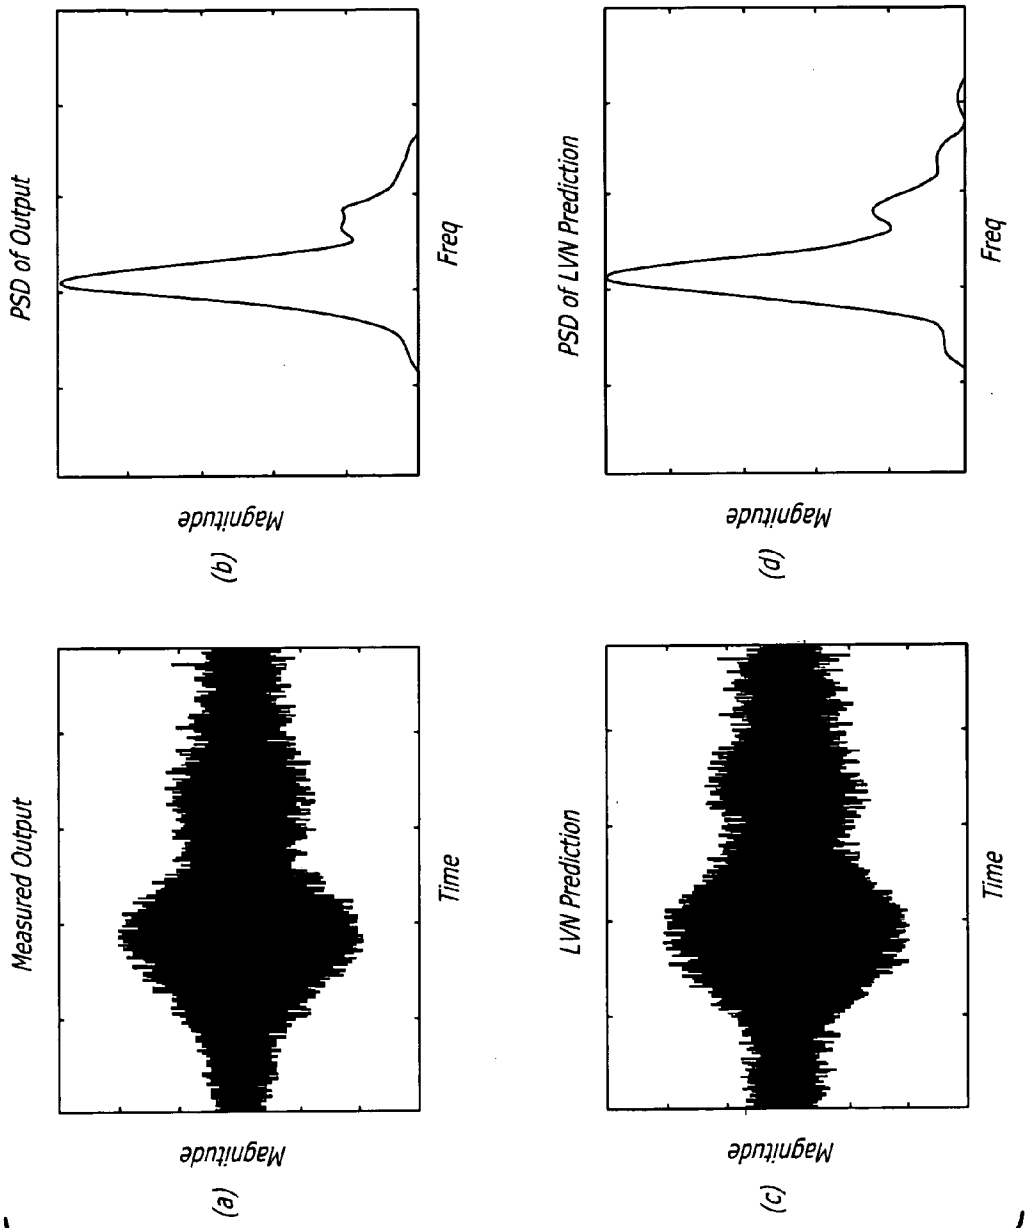 Measured Output
Magnitude
Time
(a)
PSD of Output
Magnitude
Freq
(b)
LVN Prediction
Magnitude
Time
(c)
PSD of LVN Prediction
Magnitude
Freq
(d)